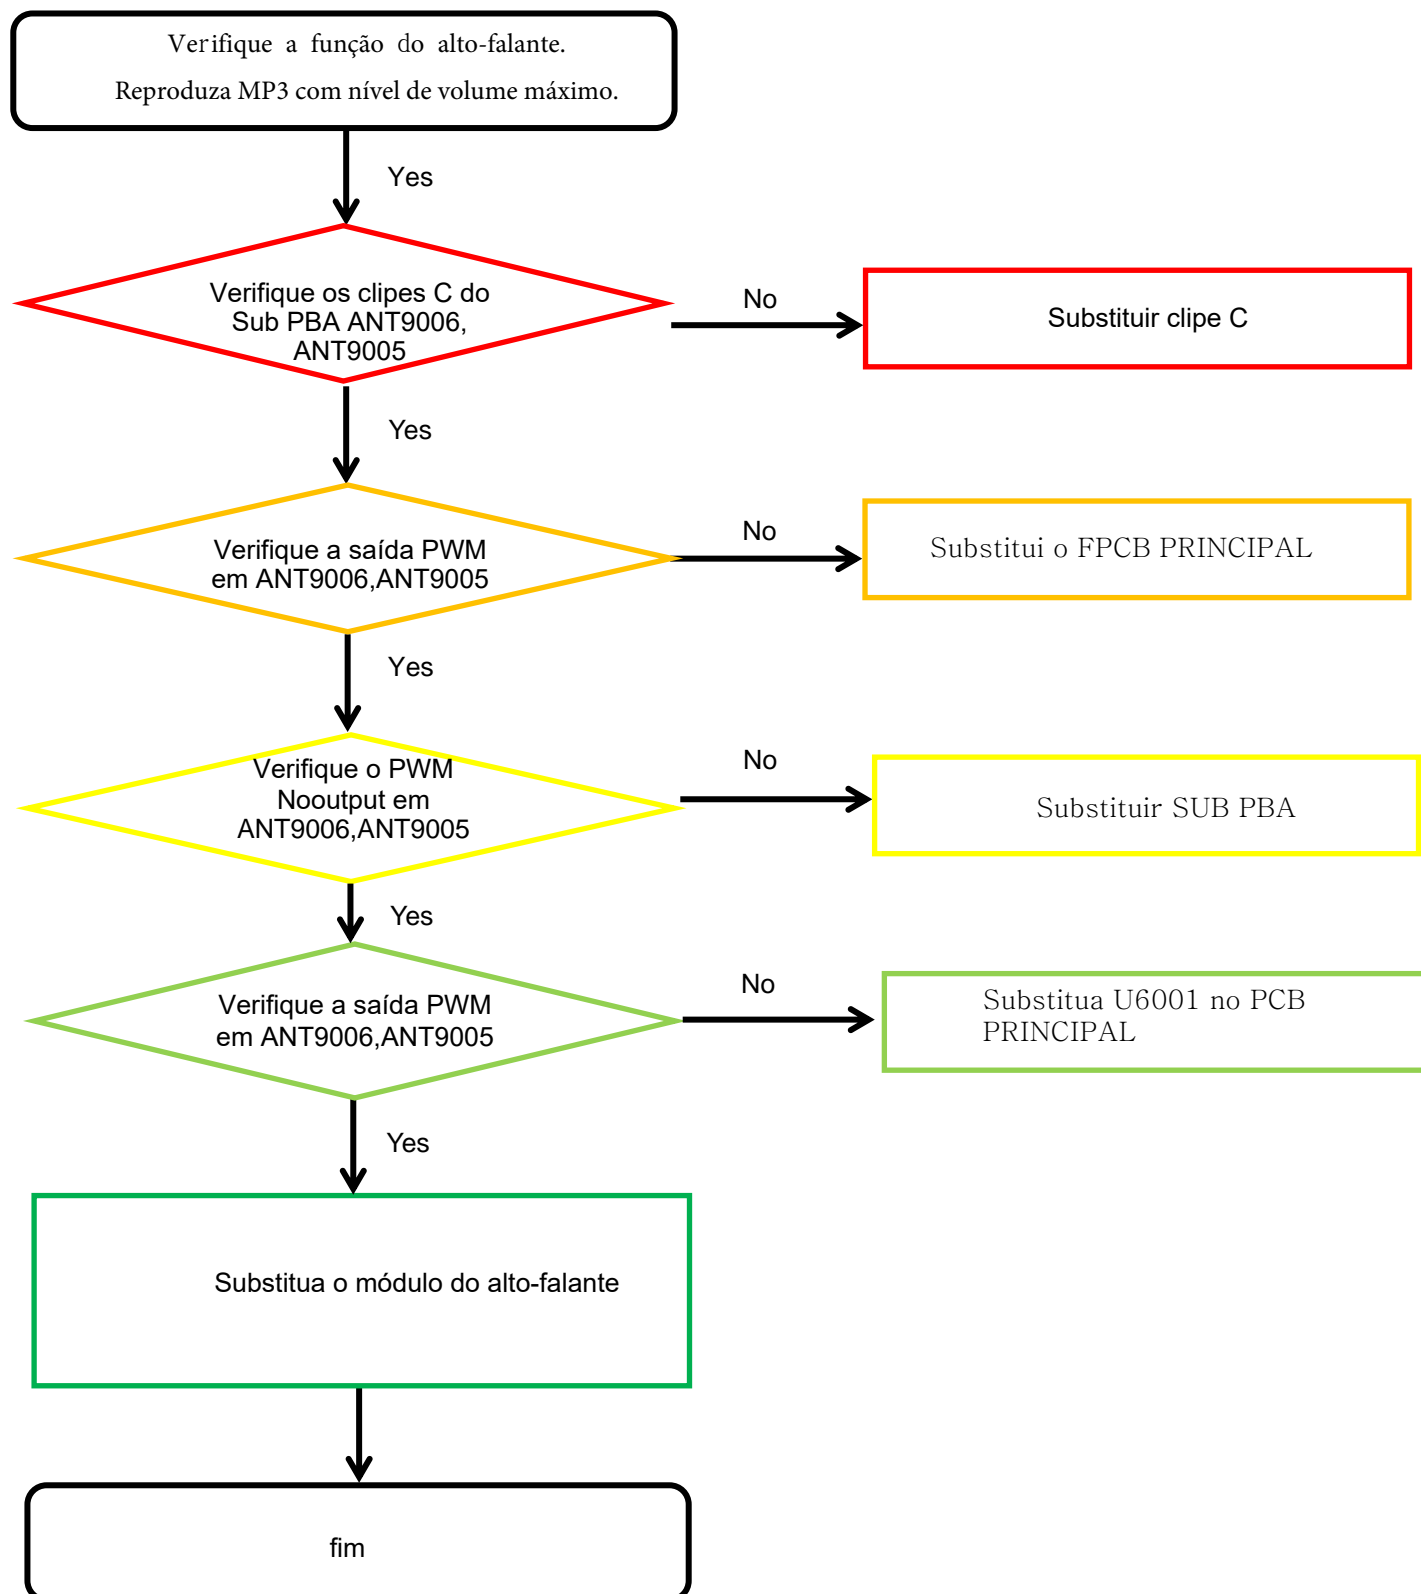 Verifique a função do alto-falante.
Reproduza MP3 com nível de volume máximo.
Yes
Verifique os clipes C do
Sub PBA ANT9006,
ANT9005
No
Substituir clipe C
Yes
Verifique a saída PWM
em ANT9006,ANT9005
No
Substitui o FPCB PRINCIPAL
Yes
Verifique o PWM
Nooutput em
ANT9006,ANT9005
No
Substituir SUB PBA
Yes
Verifique a saída PWM
em ANT9006,ANT9005
No
Substitua U6001 no PCB
PRINCIPAL
Yes
Substitua o módulo do alto-falante
fim